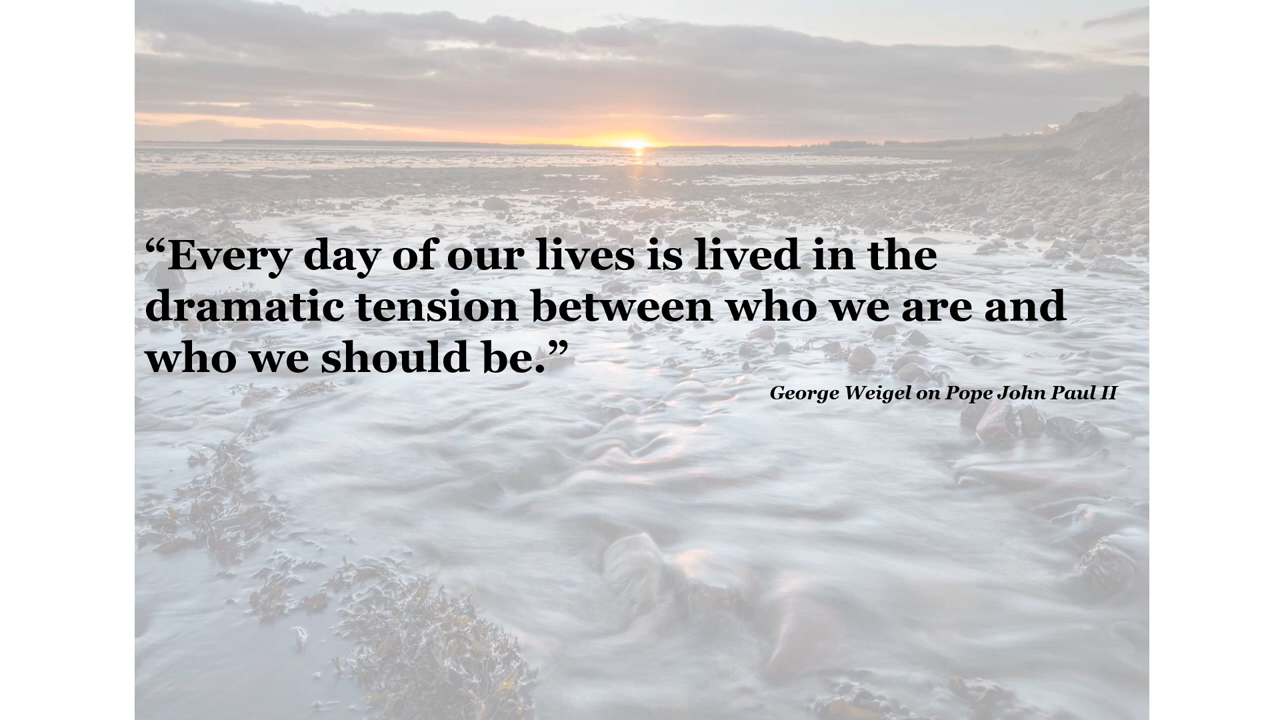 “Every day of our lives is lived in the
dramatic tension between who we are and
who we should be.”
George Weigel on Pope John Paul II